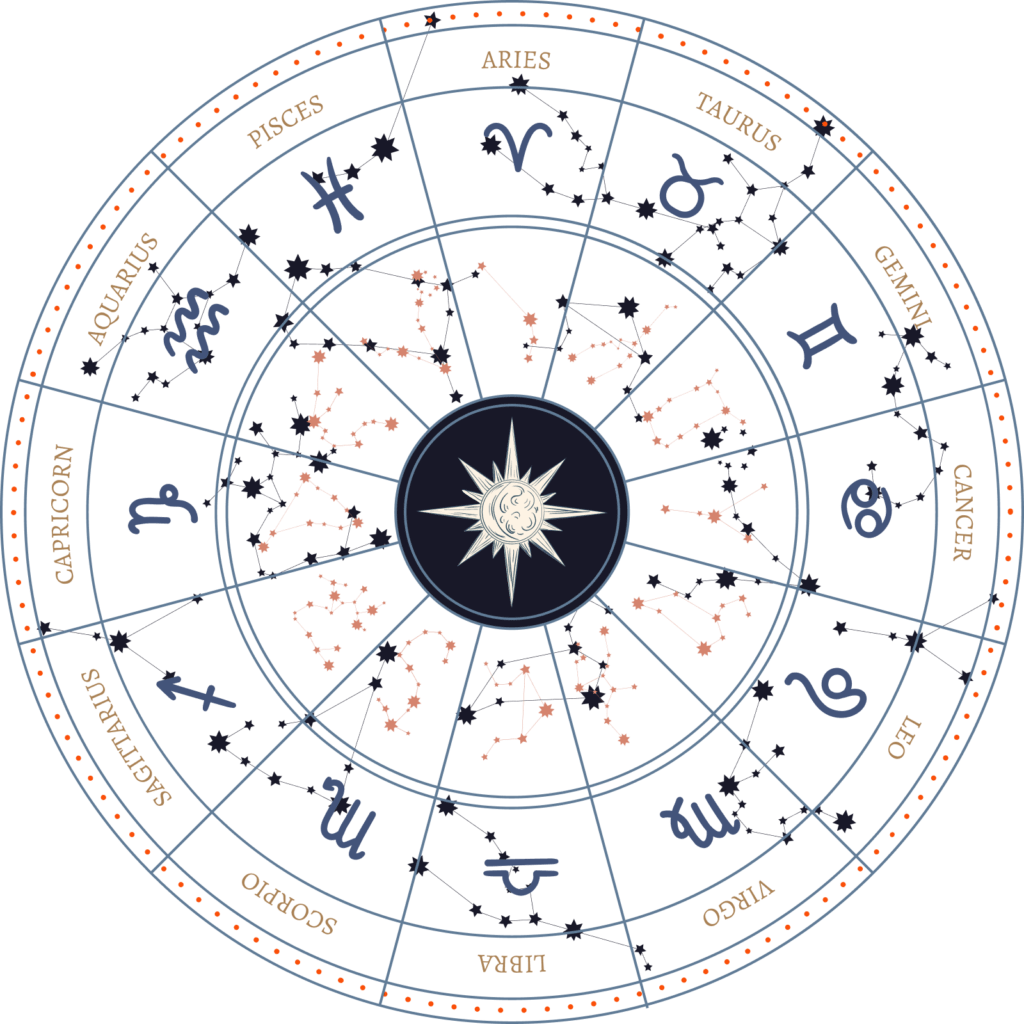 ARIES
TAURUS
GEMINI
CANCER
LEO
VIRGO
LIBRA
SCORPIO
SAGITTARIUS
CAPRICORN
AQUARIUS
PISCES